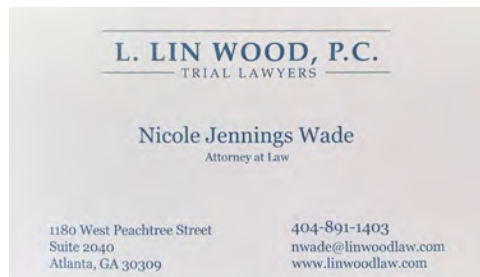 L. LIN WOOD, P.C.
TRIAL LAWYERS
Nicole Jennings Wade
Attorney at Law
1180 West Peachtree Street
Suite 2040
Atlanta, GA 30309
404-891-1403
nwade@linwoodlaw.com
www.linwoodlaw.com